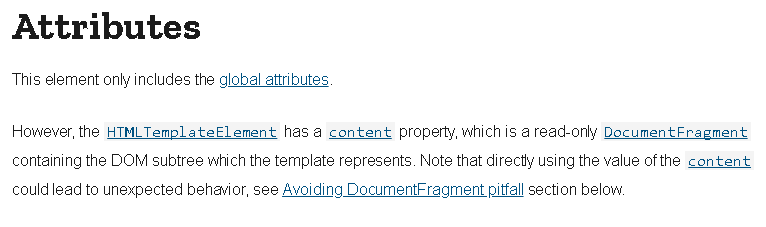 Attributes
This element only includes the global attributes.
However, the HTMLTemplateElement has a content property, which is a read-only DocumentFragment
containing the DOM subtree which the template represents. Note that directly using the value of the content
could lead to unexpected behavior, see Avoiding DocumentFragment pitfall section below.